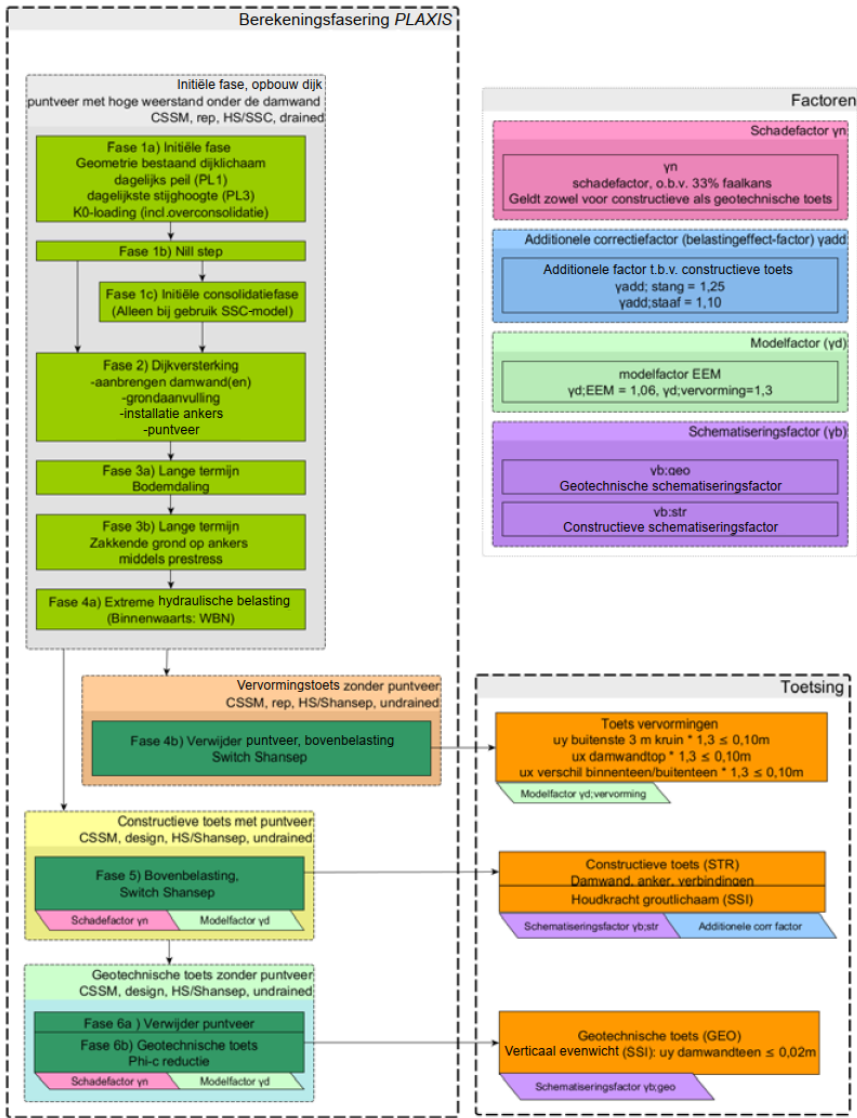 Berekeningsfasering PLAXIS
Initiële fase, opbouw dijk
puntveer met hoge weerstand onder de damwand
CSSM, rep, HS/SSC, drained
Fase 1a) Initiële fase
Geometrie bestaand dijklichaam
dagelijks peil (PL1)
dagelijkste stijghoogte (PL3)
K0-loading (incl.overconsolidatie)
Fase 1b) Nill step
Fase 1c) Initiële consolidatiefase
(Alleen bij gebruik SSC-model)
Fase 2) Dijkversterking
-aanbrengen damwand(en)
-grondaanvulling
-installatie ankers
-puntveer
Fase 3a) Lange termijn
Bodemdaling
Fase 3b) Lange termijn
Zakkende grond op ankers
middels prestress
Fase 4a) Extreme hydraulische belasting
(Binnenwaarts: WBN)
Vervormingstoets zonder puntveer
CSSM, rep, HS/Shansep, undrained
Fase 4b) Verwijder puntveer, bovenbelasting
Switch Shansep
Constructieve toets met puntveer
CSSM, design, HS/Shansep, undrained
Fase 5) Bovenbelasting,
Switch Shansep
Schadefactor γn
Modelfactor γd
Geotechnische toets zonder puntveer
CSSM, design, HS/Shansep, undrained
Fase 6a ) Verwijder puntveer
Fase 6b) Geotechnische toets
Phi-c reductie
Schadefactor γn
Modelfactor γd
Factoren
Schadefactor γn
γn
schadefactor, o.b.v. 33% faalkans
Geldt zowel voor constructieve als geotechnische toets
Additionele correctiefactor (belastingeffect-factor) γadd
Additionele factor t.b.v. constructieve toets
γadd; stang = 1,25
γadd;staaf = 1,10
Modelfactor (γd)
modelfactor EEM
γd;EEM = 1,06, γd;vervorming=1,3
Schematiseringsfactor (γb)
γb;geo
Geotechnische schematiseringsfactor
γb;str
Constructieve schematiseringsfactor
Toetsing
Toets vervormingen
uy buitenste 3 m kruin * 1,3 ≤ 0,10m
ux damwandtop * 1,3 ≤ 0,10m
ux verschil binnenteen/buitenteen * 1,3 ≤ 0,10m
Modelfactor γd;vervorming
Constructieve toets (STR)
Damwand, anker, verbindingen
Houdkracht groutlichaam (SSI)
Schematiseringsfactor γb;str
Additionele corr factor
Geotechnische toets (GEO)
Verticaal evenwicht (SSI): uy damwandteen ≤ 0,02m
Schematiseringsfactor γb;geo